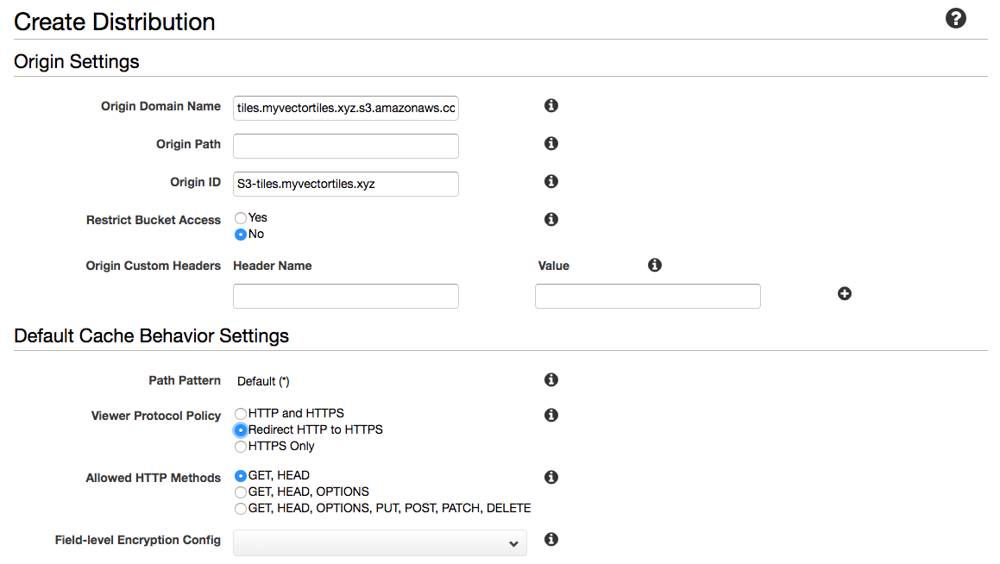 Create Distribution
Origin Settings
Origin Domain Name tiles.myvectortiles.xyz.s3.amazonaws.cc
Origin Path
Origin ID S3-tiles.myvectortiles.xyz
Restrict Bucket Access Yes
No
Origin Custom Headers Header Name Value
Default Cache Behavior Settings
Path Pattern Default (*)
Viewer Protocol Policy HTTP and HTTPS
Redirect HTTP to HTTPS
HTTPS Only
Allowed HTTP Methods GET, HEAD
GET, HEAD, OPTIONS
GET, HEAD, OPTIONS, PUT, POST, PATCH, DELETE
Field-level Encryption Config